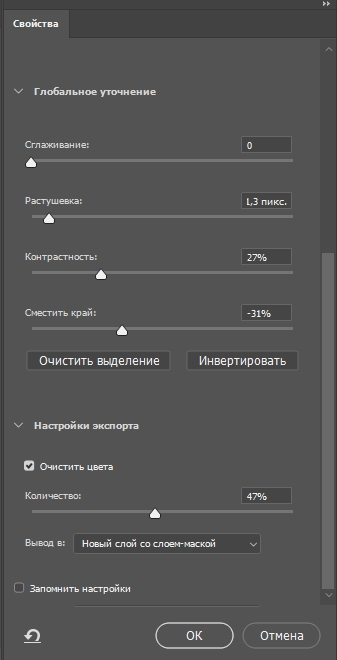 Свойства
Глобальное уточнение
Сглаживание: 0
Растушевка: 1,3 пикс.
Контрастность: 27%
Сместить край: -31%
Очистить выделение Инвертировать
Настройки экспорта
Очистить цвета
Количество: 47%
Вывод в: Новый слой со слоем-маской
Запомнить настройки
ОК Отмена